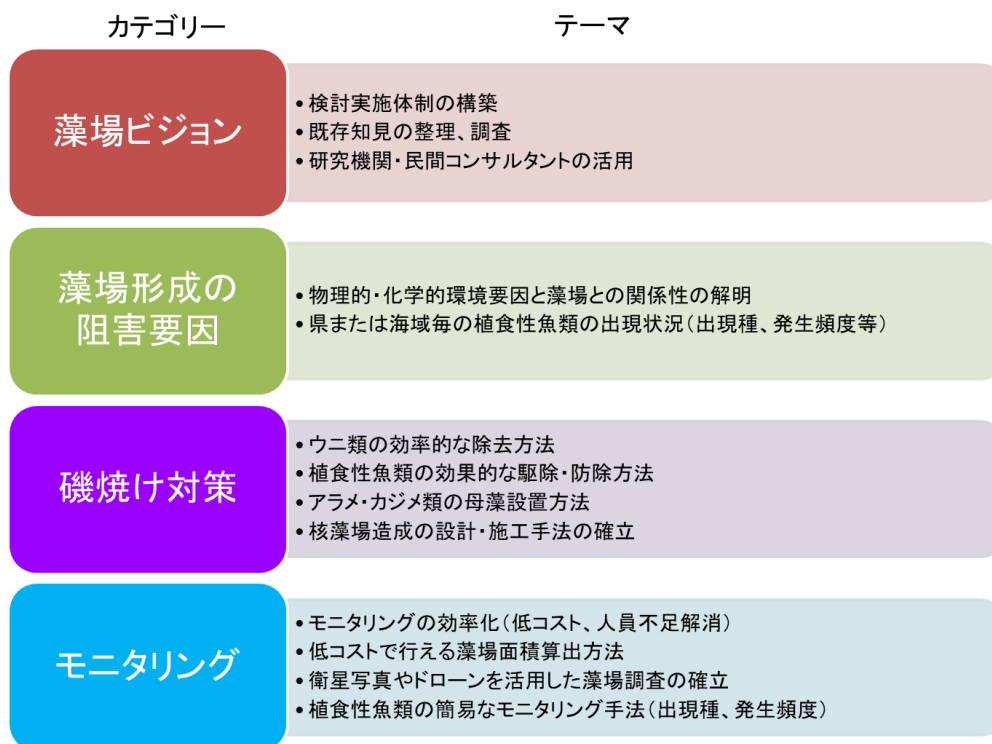 カテゴリー
テーマ
藻場ビジョン
• 検討実施体制の構築
• 既存知見の整理、調査
• 研究機関・民間コンサルタントの活用
藻場形成の
阻害要因
• 物理的・化学的環境要因と藻場との関係性の解明
• 県または海域毎の植食性魚類の出現状況(出現種、発生頻度等)
磯焼け対策
• ウニ類の効率的な除去方法
• 植食性魚類の効果的な駆除・防除方法
• アラメ・カジメ類の母藻設置方法
• 核藻場造成の設計・施工手法の確立
モニタリング
• モニタリングの効率化(低コスト、人員不足解消)
• 低コストで行える藻場面積算出方法
• 衛星写真やドローンを活用した藻場調査の確立
• 植食性魚類の簡易なモニタリング手法(出現種、発生頻度)